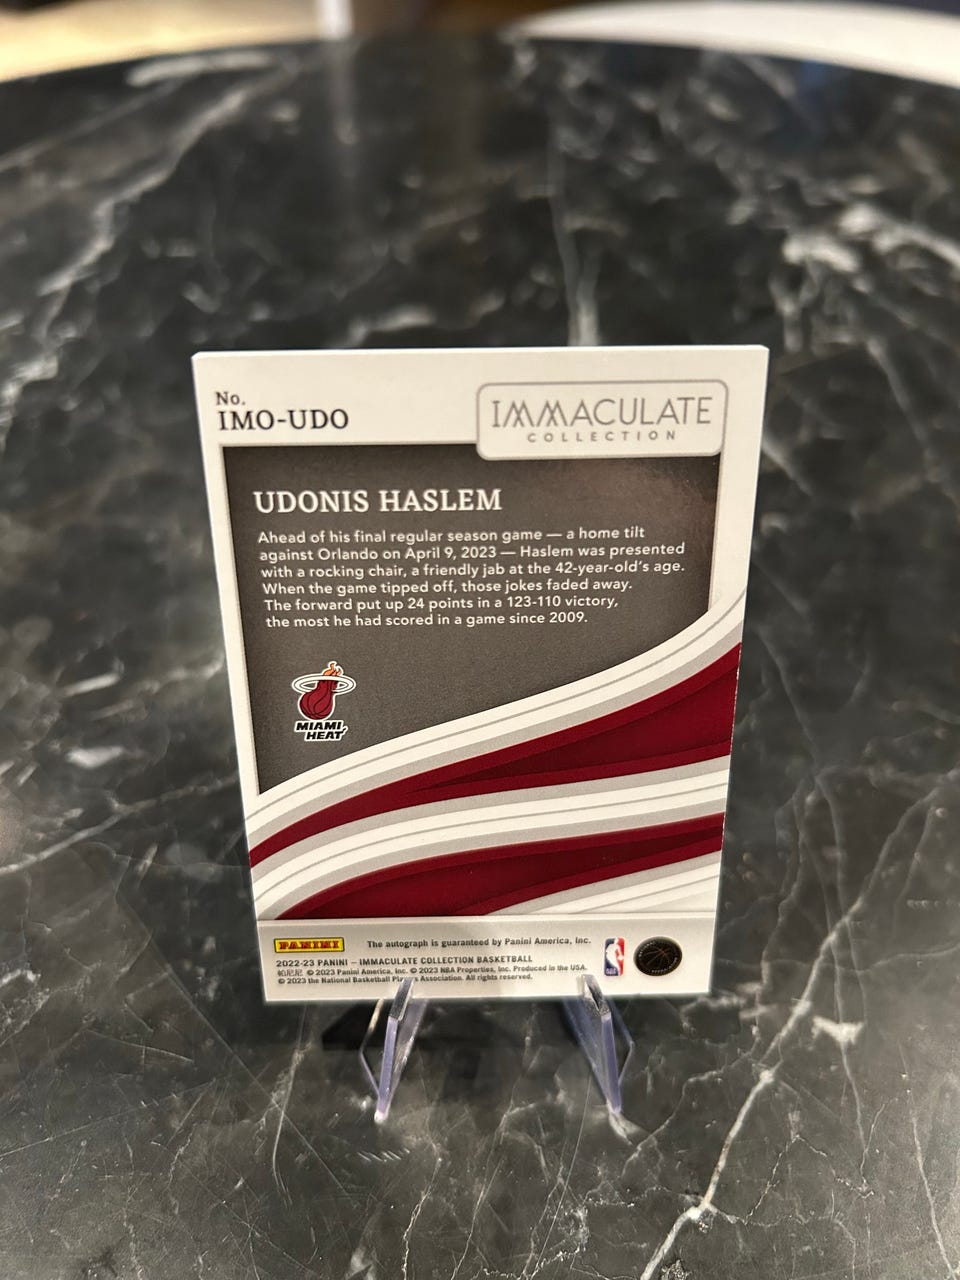 No.
IMO-UDO
IMMACULATE
COLLECTION
UDONIS HASLEM
Ahead of his final regular season game — a home tilt
against Orlando on April 9, 2023 — Haslem was presented
with a rocking chair, a friendly jab at the 42-year-old's age.
When the game tipped off, those jokes faded away.
The forward put up 24 points in a 123-110 victory,
the most he had scored in a game since 2009.
MIAMI
HEAT
PANINI
The autograph is guaranteed by Panini America, Inc.
2022-23 PANINI – IMMACULATE COLLECTION BASKETBALL
帕尼尼 © 2023 Panini America, Inc. © 2023 NBA Properties, Inc. Produced in the USA.
© 2023 the National Basketball Players Association. All rights reserved.